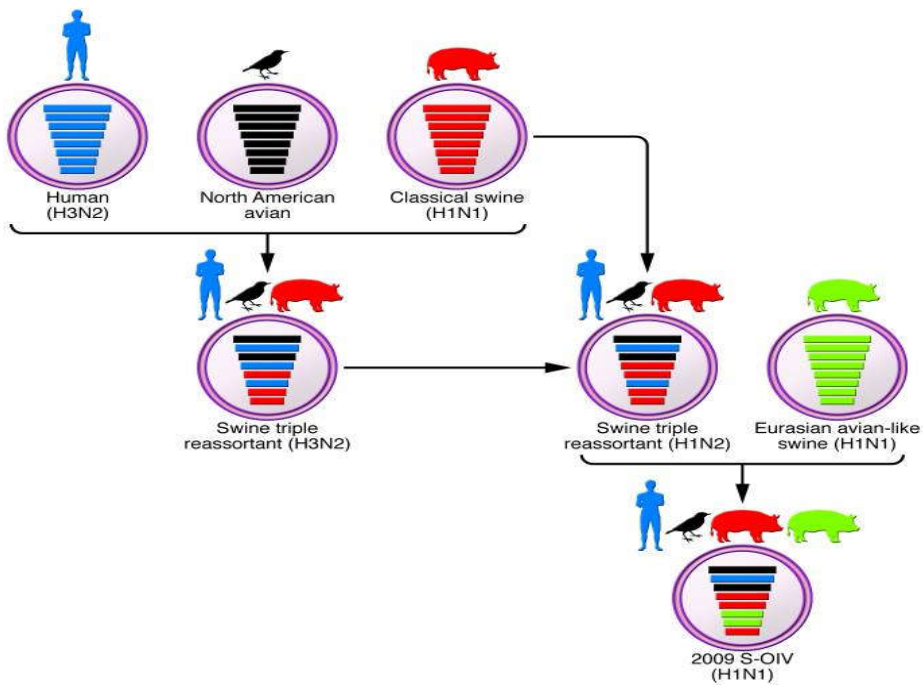 Human
(H3N2)
North American
avian
Classical swine
(H1N1)
Swine triple
reassortant (H3N2)
Swine triple
reassortant (H1N2)
Eurasian avian-like
swine (H1N1)
2009 S-OIV
(H1N1)